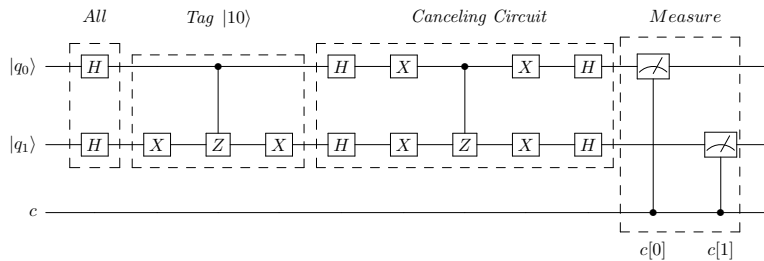 All Tag |10⟩ Canceling Circuit Measure
|q₀⟩ H H X X H
|q₁⟩ H X Z X H X Z X H
c
c[0] c[1]